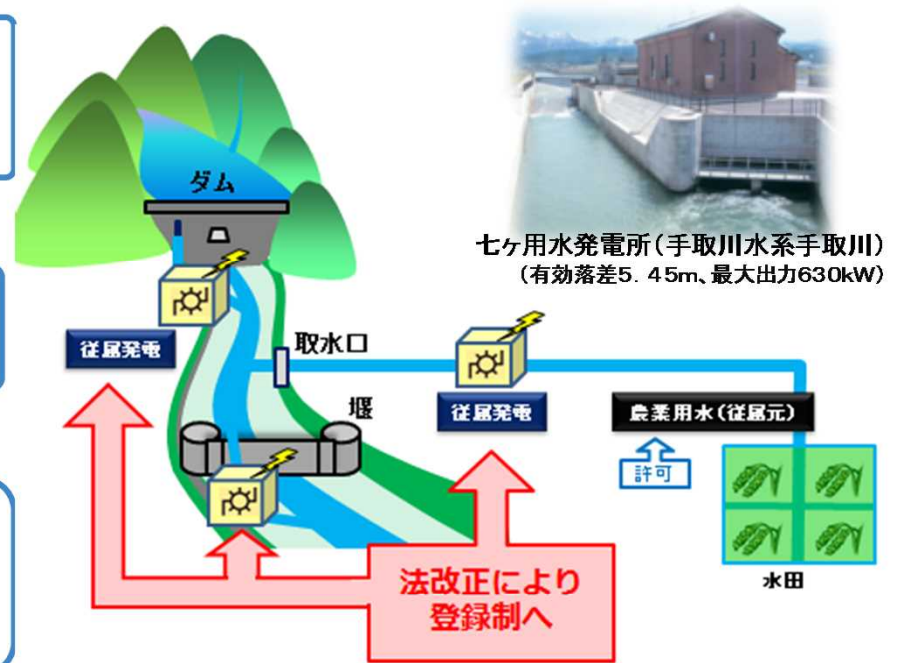 ダム
七ヶ用水発電所(手取川水系手取川)
(有効落差5.45m、最大出力630kW)
従属発電
取水口
堰
従属発電
農業用水(従属元)
許可
水田
法改正により
登録制へ